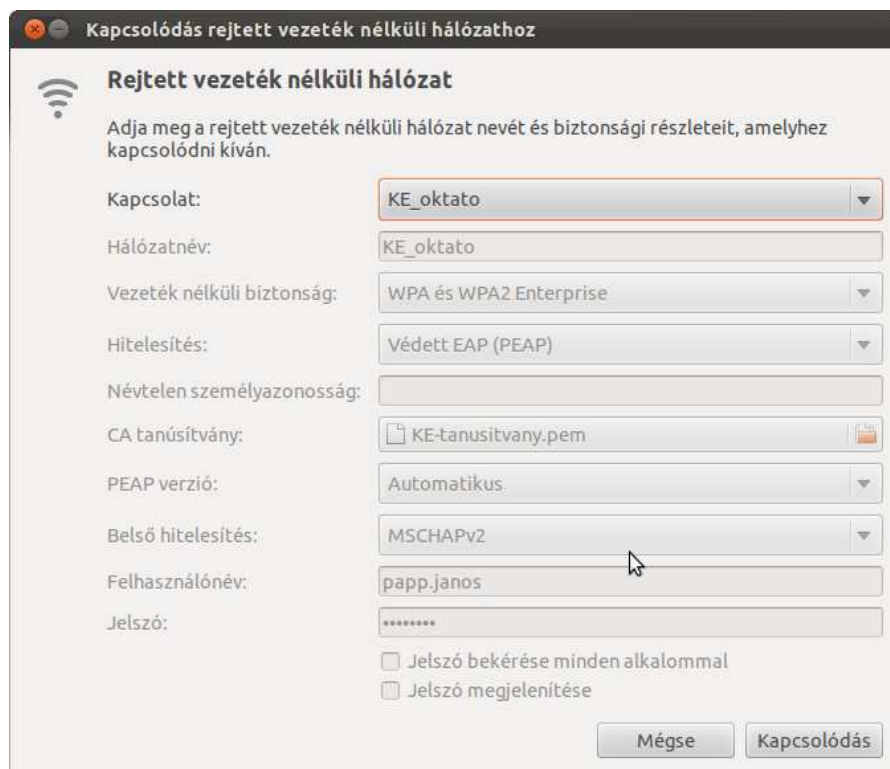 Kapcsolódás rejtett vezeték nélküli hálózathoz
Rejtett vezeték nélküli hálózat
Adja meg a rejtett vezeték nélküli hálózat nevét és biztonsági részleteit, amelyhez
kapcsolódni kíván.
Kapcsolat: KE_oktato
Hálózatnév: KE_oktato
Vezeték nélküli biztonság: WPA és WPA2 Enterprise
Hitelesítés: Védett EAP (PEAP)
Névtelen személyazonosság:
CA tanúsítvány: KE-tanusitvany.pem
PEAP verzió: Automatikus
Belső hitelesítés: MSCHAPv2
Felhasználónév: papp.janos
Jelszó: ••••••••
Jelszó bekérése minden alkalommal
Jelszó megjelenítése
Mégse Kapcsolódás